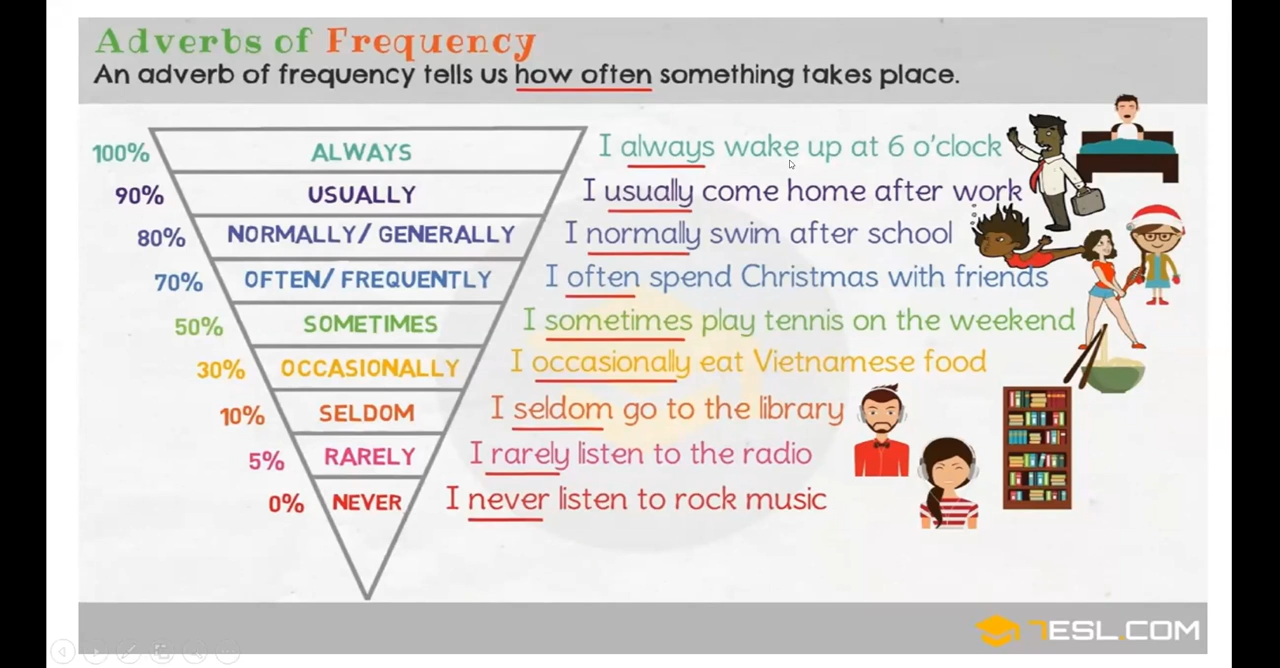 Adverbs of Frequency
An adverb of frequency tells us how often something takes place.
100% ALWAYS I always wake up at 6 o'clock
90% USUALLY I usually come home after work
80% NORMALLY/ GENERALLY I normally swim after school
70% OFTEN/ FREQUENTLY I often spend Christmas with friends
50% SOMETIMES I sometimes play tennis on the weekend
30% OCCASIONALLY I occasionally eat Vietnamese food
10% SELDOM I seldom go to the library
5% RARELY I rarely listen to the radio
0% NEVER I never listen to rock music
7ESL.COM